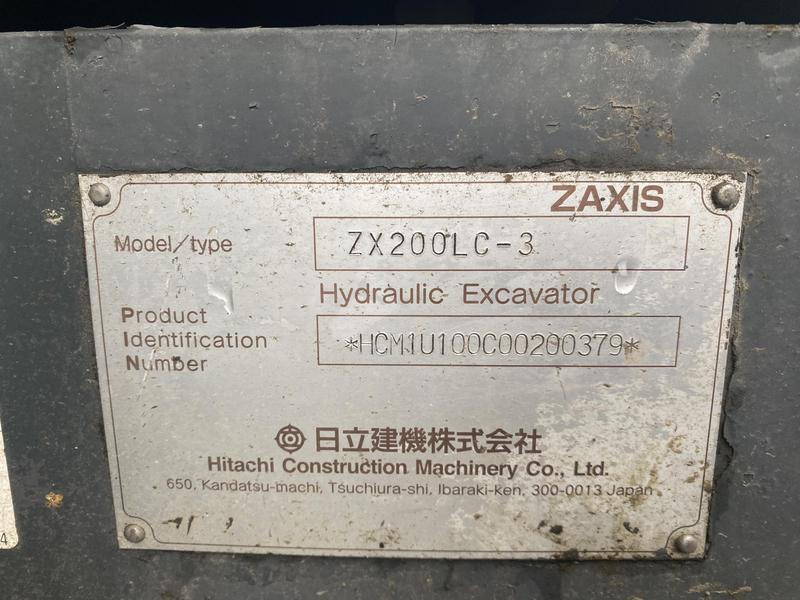 ZAXIS
Model/type ZX200LC-3
Hydraulic Excavator
Product
Identification
Number
*HCM1U100C00200379*
日立建機株式会社
Hitachi Construction Machinery Co., Ltd.
650, Kandatsu-machi, Tsuchiura-shi, Ibaraki-ken, 300-0013 Japan
4